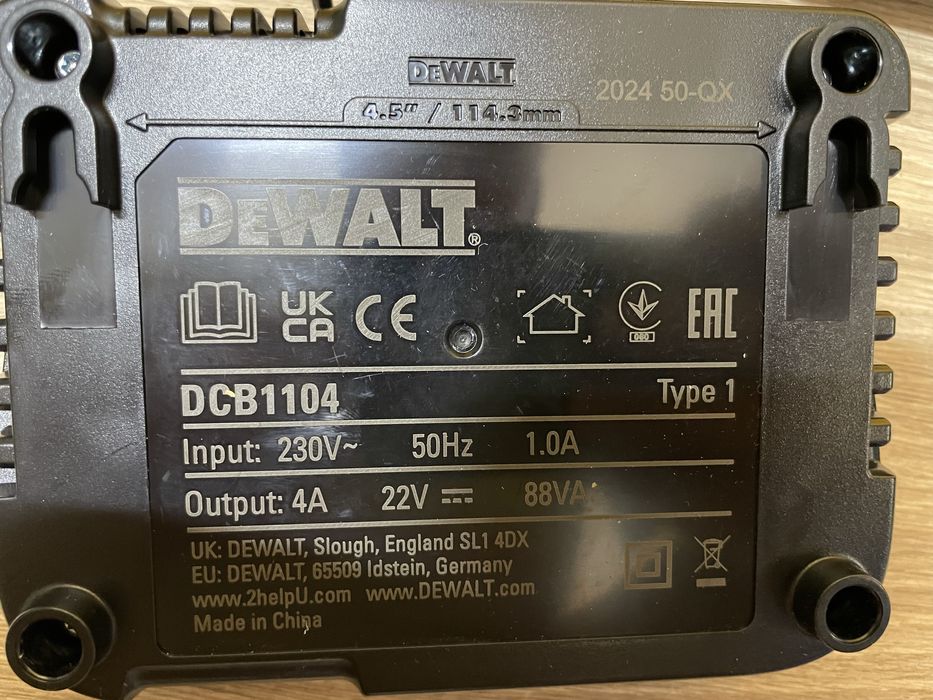 DEWALT
2024 50-QX
4.5" / 114.3mm
DEWALT®
UK CA CE EAC
DCB1104 Type 1
Input: 230V~ 50Hz 1.0A
Output: 4A 22V ⎓ 88VA
UK: DEWALT, Slough, England SL1 4DX
EU: DEWALT, 65509 Idstein, Germany
www.2helpU.com www.DEWALT.com
Made in China